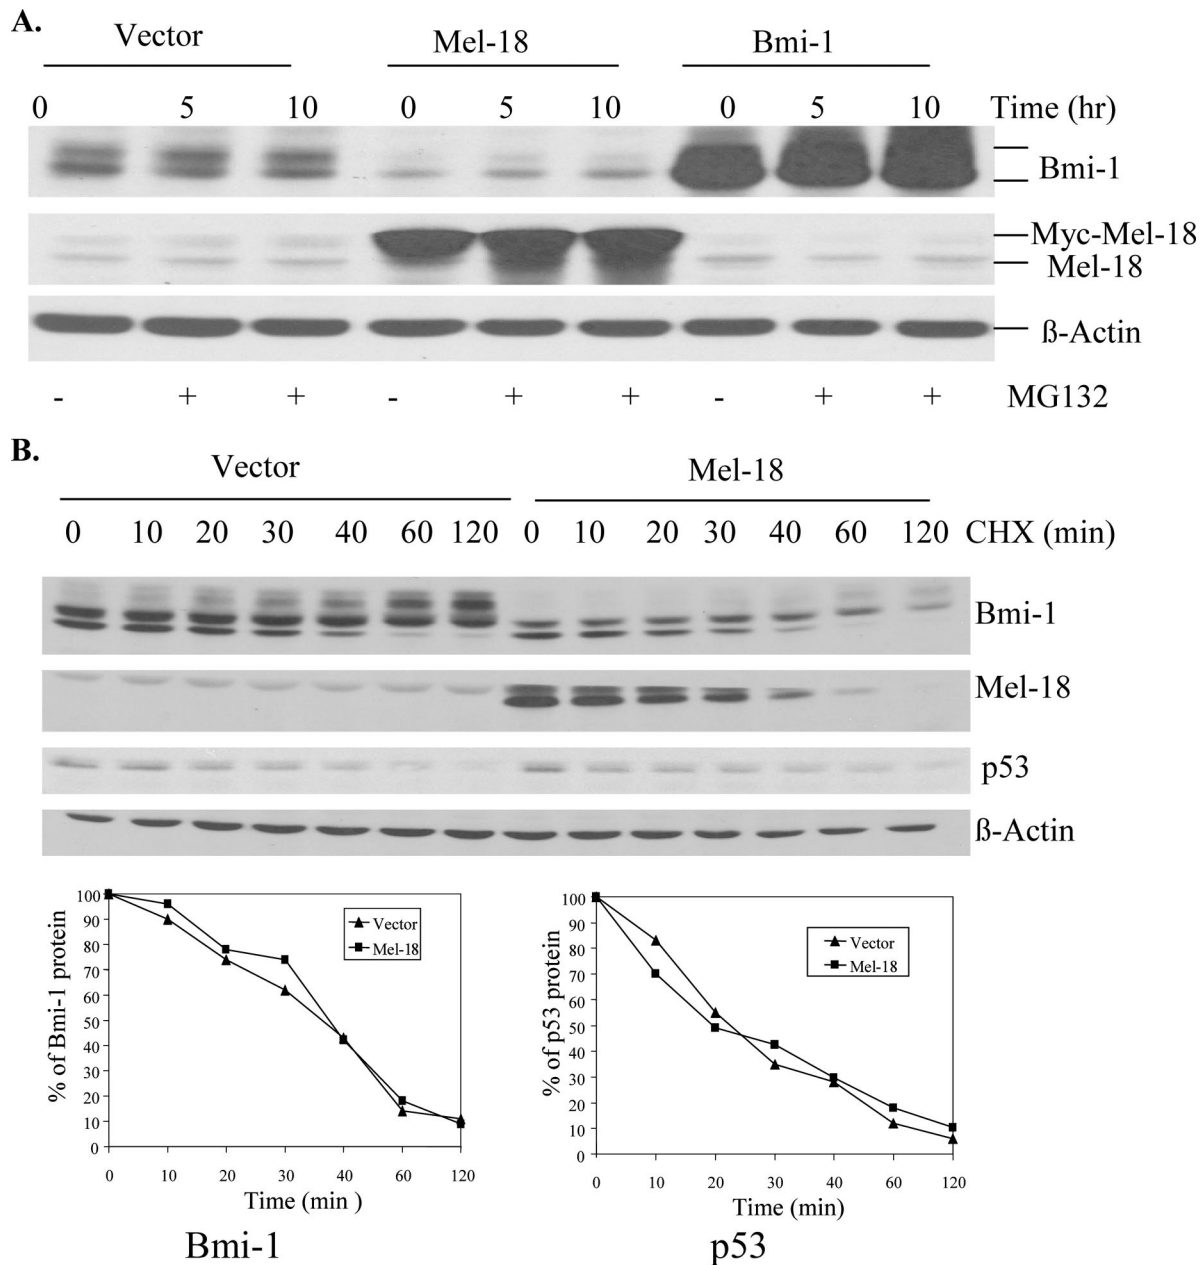 A.
Vector Mel-18 Bmi-1
0 5 10 0 5 10 0 5 10 Time (hr)
Bmi-1
Myc-Mel-18
Mel-18
ß-Actin
- + + - + + - + + MG132
B.
Vector Mel-18
0 10 20 30 40 60 120 0 10 20 30 40 60 120 CHX (min)
Bmi-1
Mel-18
p53
ß-Actin
% of Bmi-1 protein
100
90
80
70
60
50
40
30
20
10
0
Vector
Mel-18
0 10 20 30 40 60 120
Time (min )
Bmi-1
% of p53 protein
100
90
80
70
60
50
40
30
20
10
0
Vector
Mel-18
0 10 20 30 40 60 120
Time (min)
p53